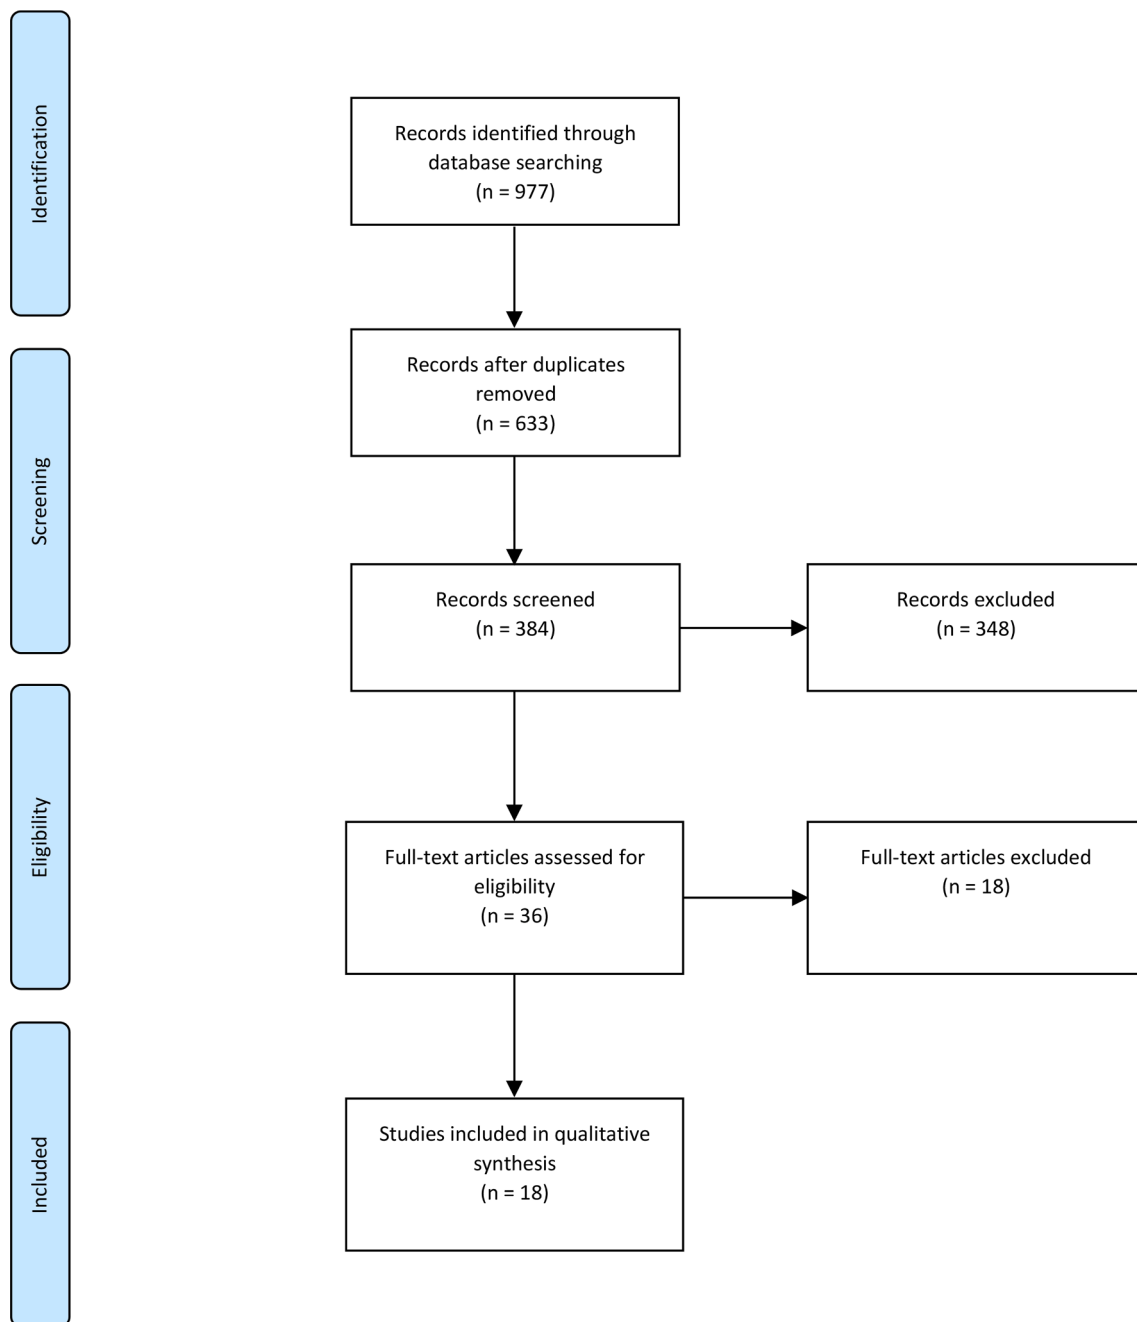 Identification
Records identified through
database searching
(n = 977)
Records after duplicates
removed
(n = 633)
Screening
Records screened
(n = 384)
Records excluded
(n = 348)
Eligibility
Full-text articles assessed for
eligibility
(n = 36)
Full-text articles excluded
(n = 18)
Included
Studies included in qualitative
synthesis
(n = 18)